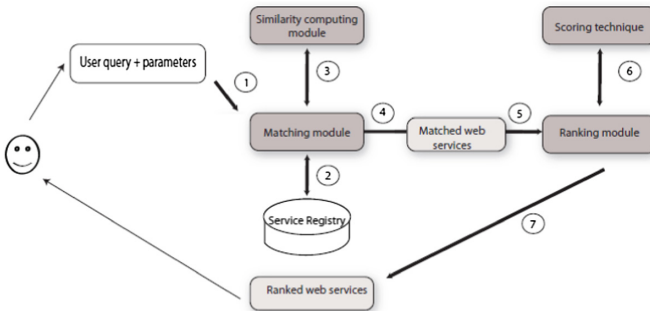 Similarity computing
module
Scoring technique
User query + parameters
1
3
6
4
5
Matching module
Matched web
services
Ranking module
2
Service Registry
7
Ranked web services